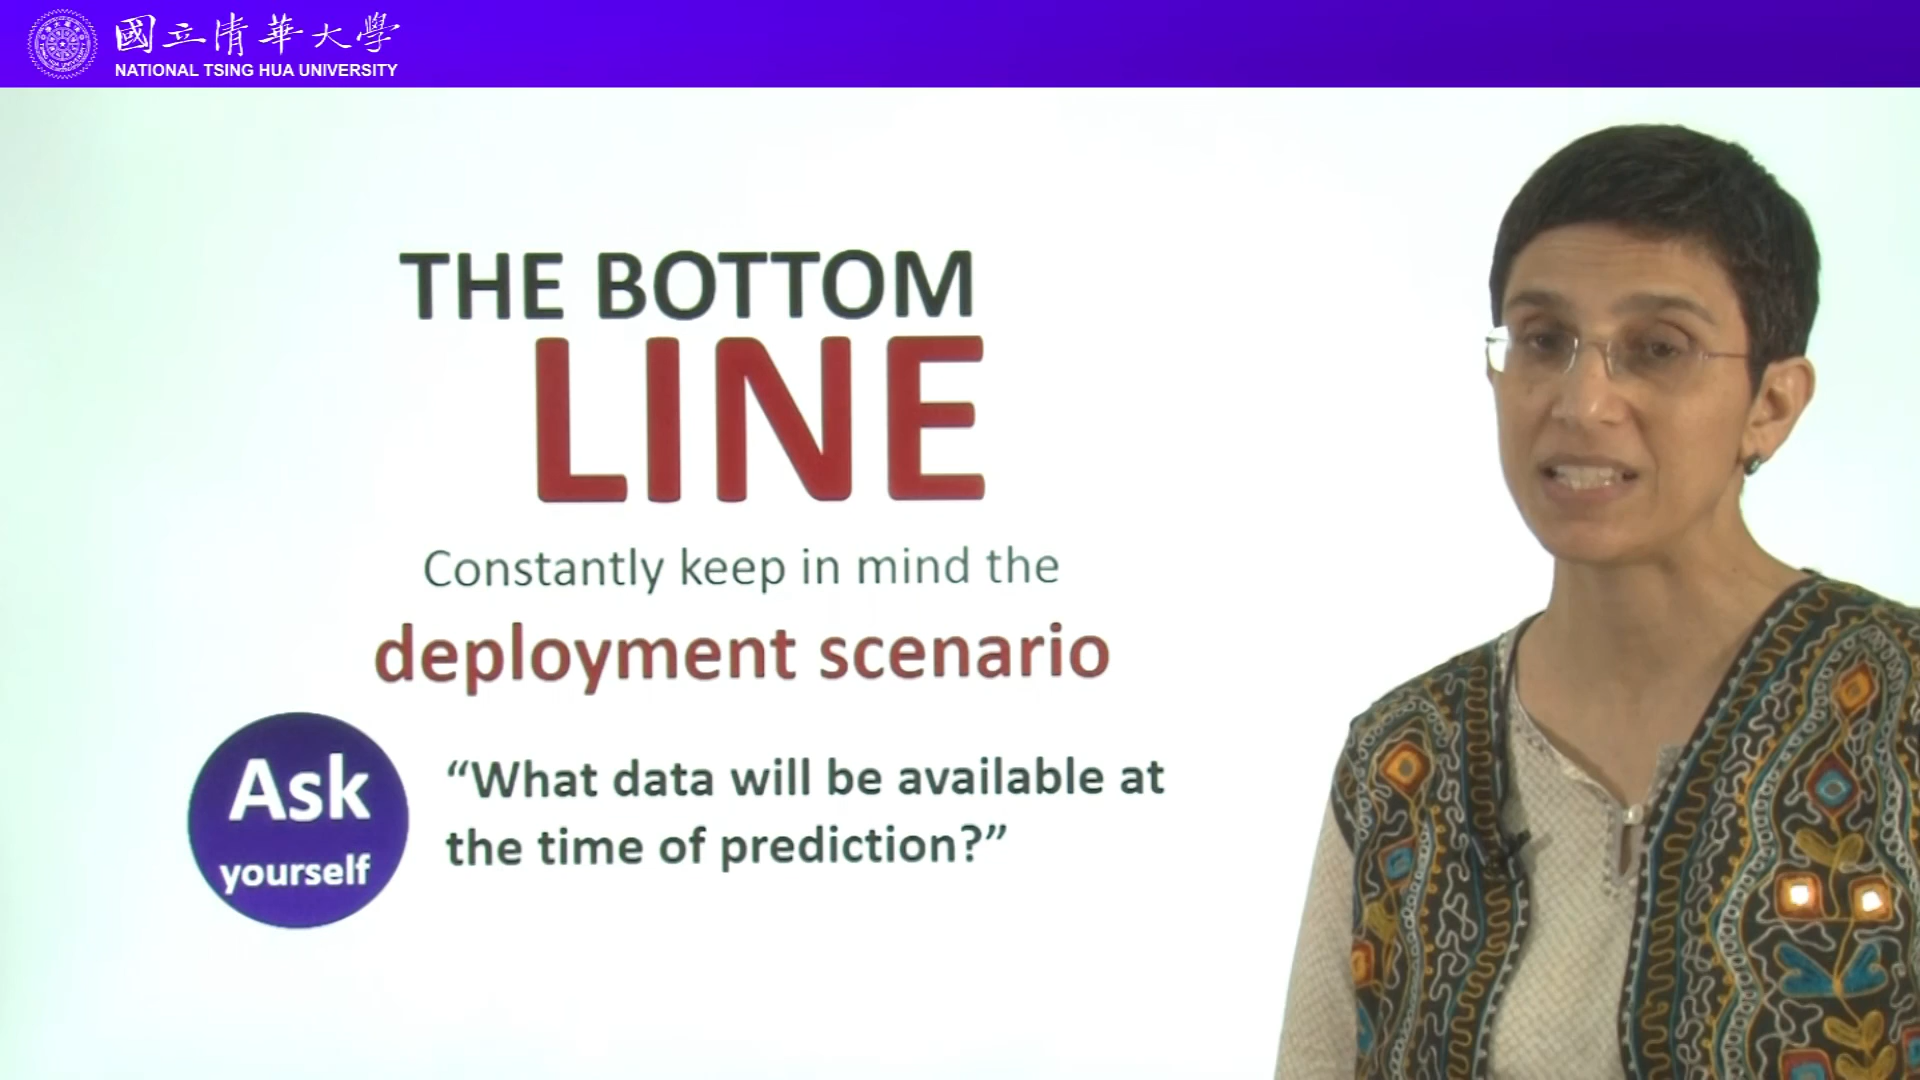 國立清華大學
NATIONAL TSING HUA UNIVERSITY
THE BOTTOM
LINE
Constantly keep in mind the
deployment scenario
Ask
yourself
“What data will be available at
the time of prediction?”